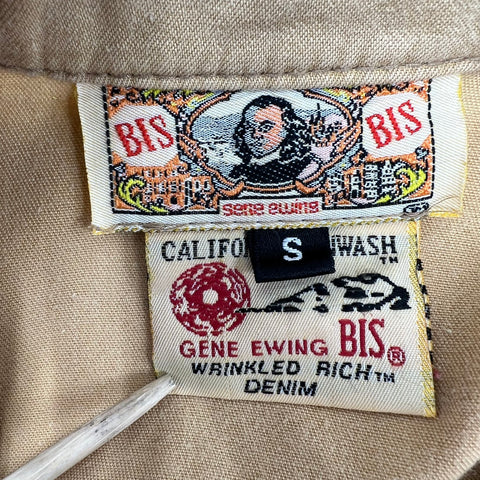 BIS BIS
gene ewing
CALIFO WASH TM
S
GENE EWING BIS ®
WRINKLED RICH TM
DENIM